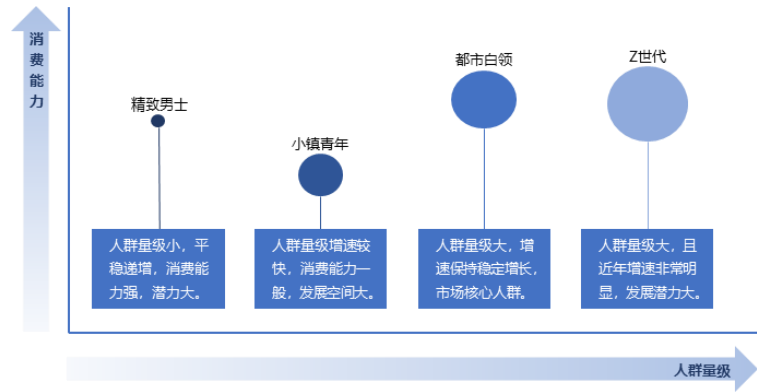 消费能力
精致男士
小镇青年
都市白领
Z世代
人群量级小，平
稳递增，消费能
力强，潜力大。
人群量级增速较
快，消费能力一
般，发展空间大。
人群量级大，增
速保持稳定增长，
市场核心人群。
人群量级大，且
近年增速非常明
显，发展潜力大。
人群量级